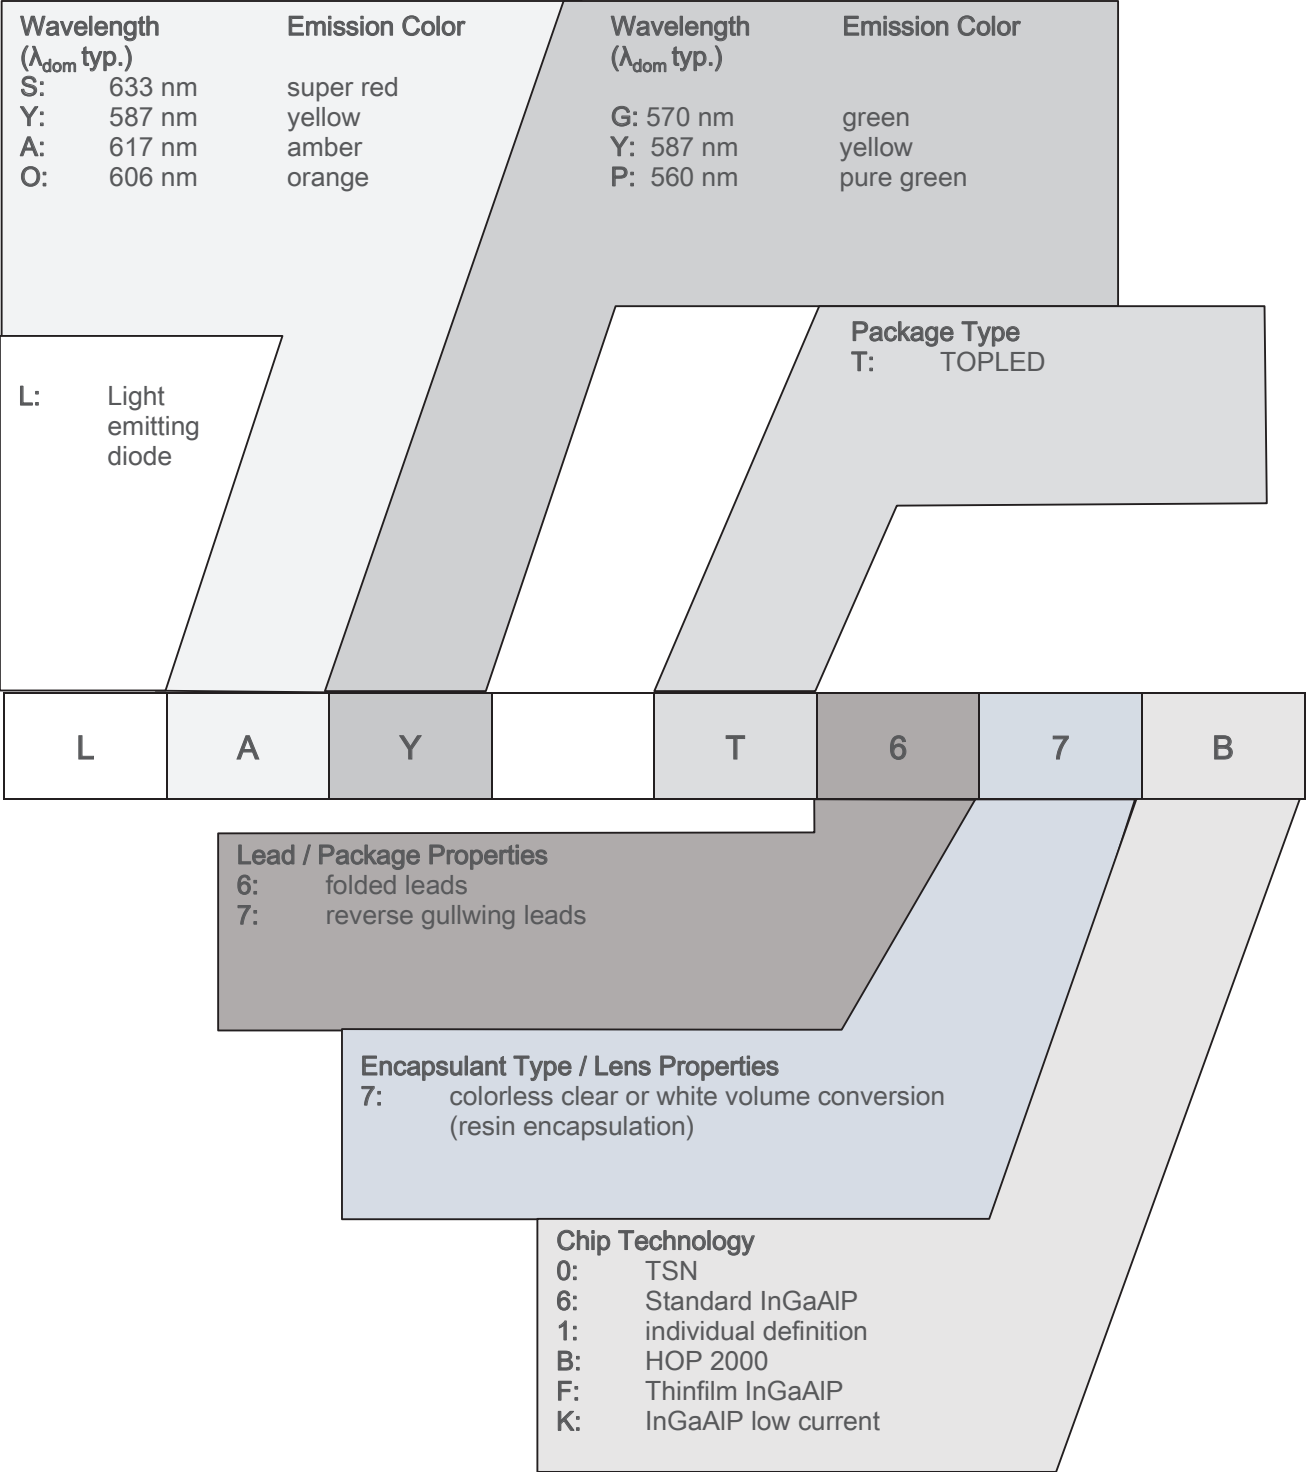 Wavelength Emission Color
(λdom typ.)
S: 633 nm super red
Y: 587 nm yellow
A: 617 nm amber
O: 606 nm orange
Wavelength Emission Color
(λdom typ.)
G: 570 nm green
Y: 587 nm yellow
P: 560 nm pure green
L: Light
emitting
diode
Package Type
T: TOPLED
L A Y T 6 7 B
Lead / Package Properties
6: folded leads
7: reverse gullwing leads
Encapsulant Type / Lens Properties
7: colorless clear or white volume conversion
(resin encapsulation)
Chip Technology
0: TSN
6: Standard InGaAlP
1: individual definition
B: HOP 2000
F: Thinfilm InGaAlP
K: InGaAlP low current